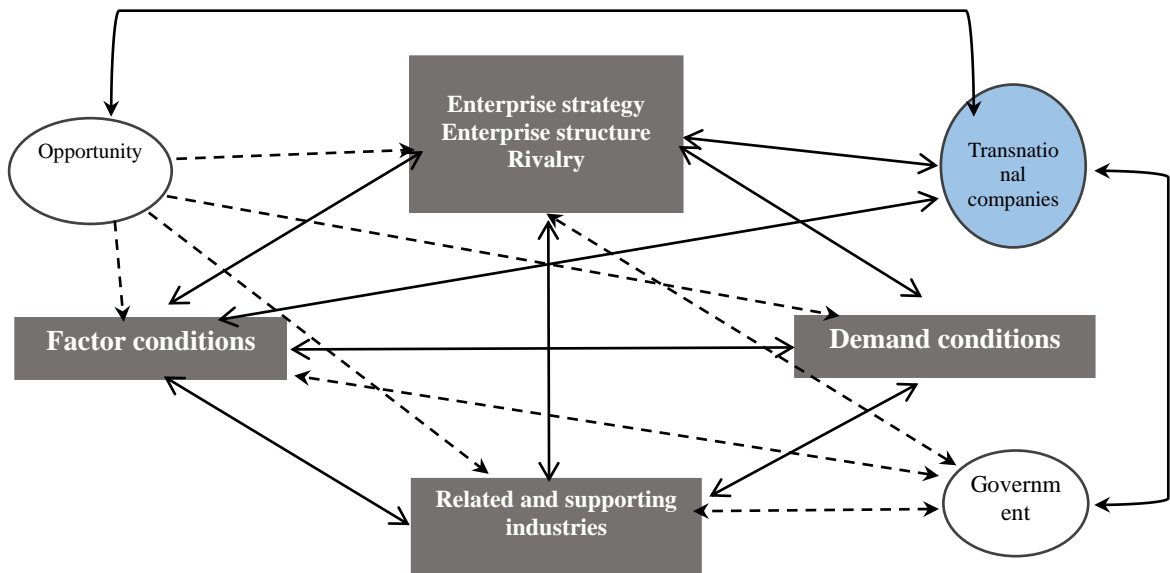 Enterprise strategy
Enterprise structure
Rivalry
Opportunity
Transnatio
nal
companies
Factor conditions
Demand conditions
Related and supporting
industries
Governm
ent